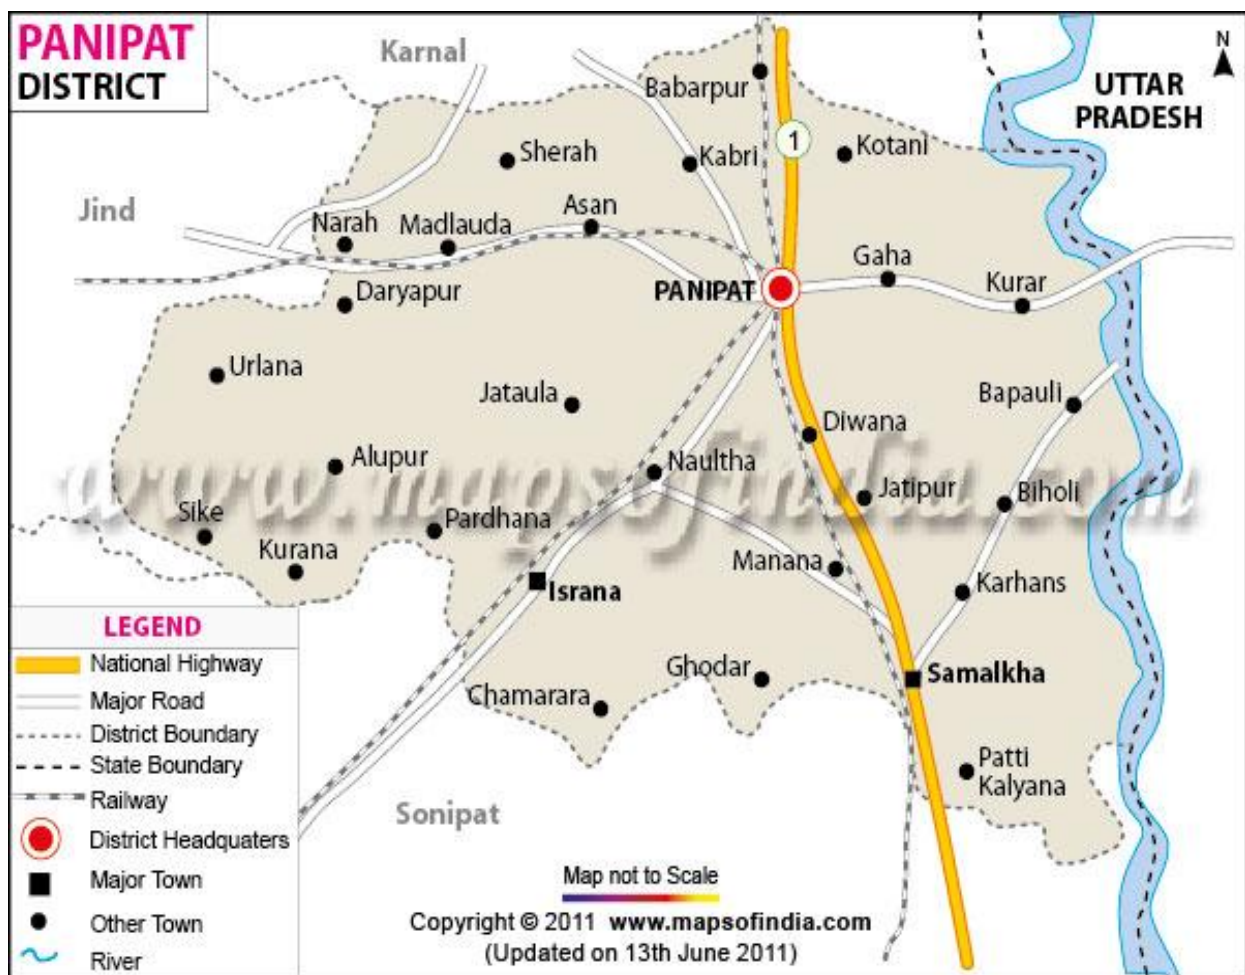 PANIPAT
DISTRICT
Karnal
N
UTTAR
PRADESH
Babarpur
1
Kotani
Sherah
Kabri
Jind
Asan
Narah
Madlauda
Gaha
PANIPAT
Kurar
Daryapur
Urlana
Jataula
Bapauli
Diwana
Alupur
Naultha
www.mapsofindia.com
Jatipur
Biholi
Sike
Pardhana
Kurana
Manana
Israna
Karhans
Ghodar
Samalkha
Chamarara
Patti
Kalyana
Sonipat
LEGEND
National Highway
Major Road
District Boundary
State Boundary
Railway
District Headquaters
Major Town
Other Town
River
Map not to Scale
Copyright © 2011 www.mapsofindia.com
(Updated on 13th June 2011)